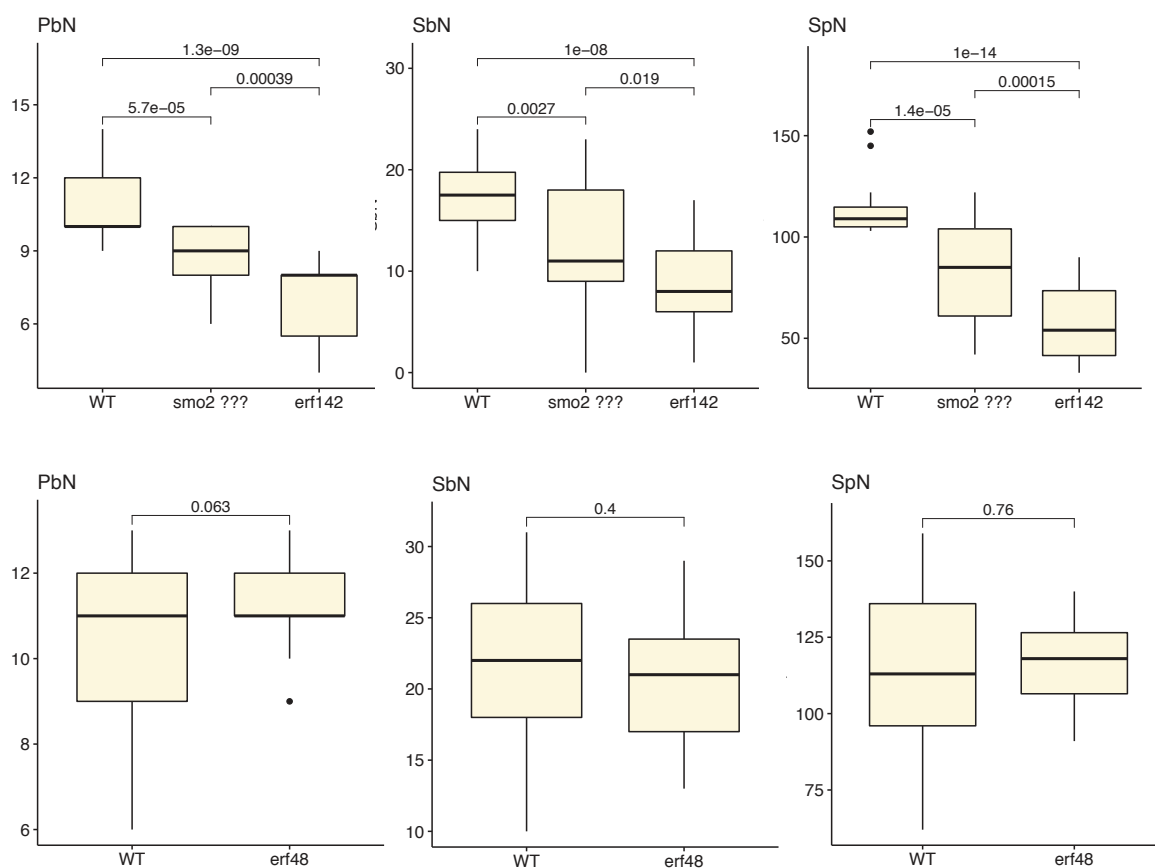 PbN
1.3e−09
0.00039
5.7e−05
15
12
9
6
WT
smo2 ???
erf142
SbN
1e−08
0.019
0.0027
30
20
10
0
WT
smo2 ???
erf142
SpN
1e−14
0.00015
1.4e−05
150
100
50
WT
smo2 ???
erf142
PbN
0.063
12
10
8
6
WT
erf48
SbN
0.4
30
25
20
15
10
WT
erf48
SpN
0.76
150
125
100
75
WT
erf48